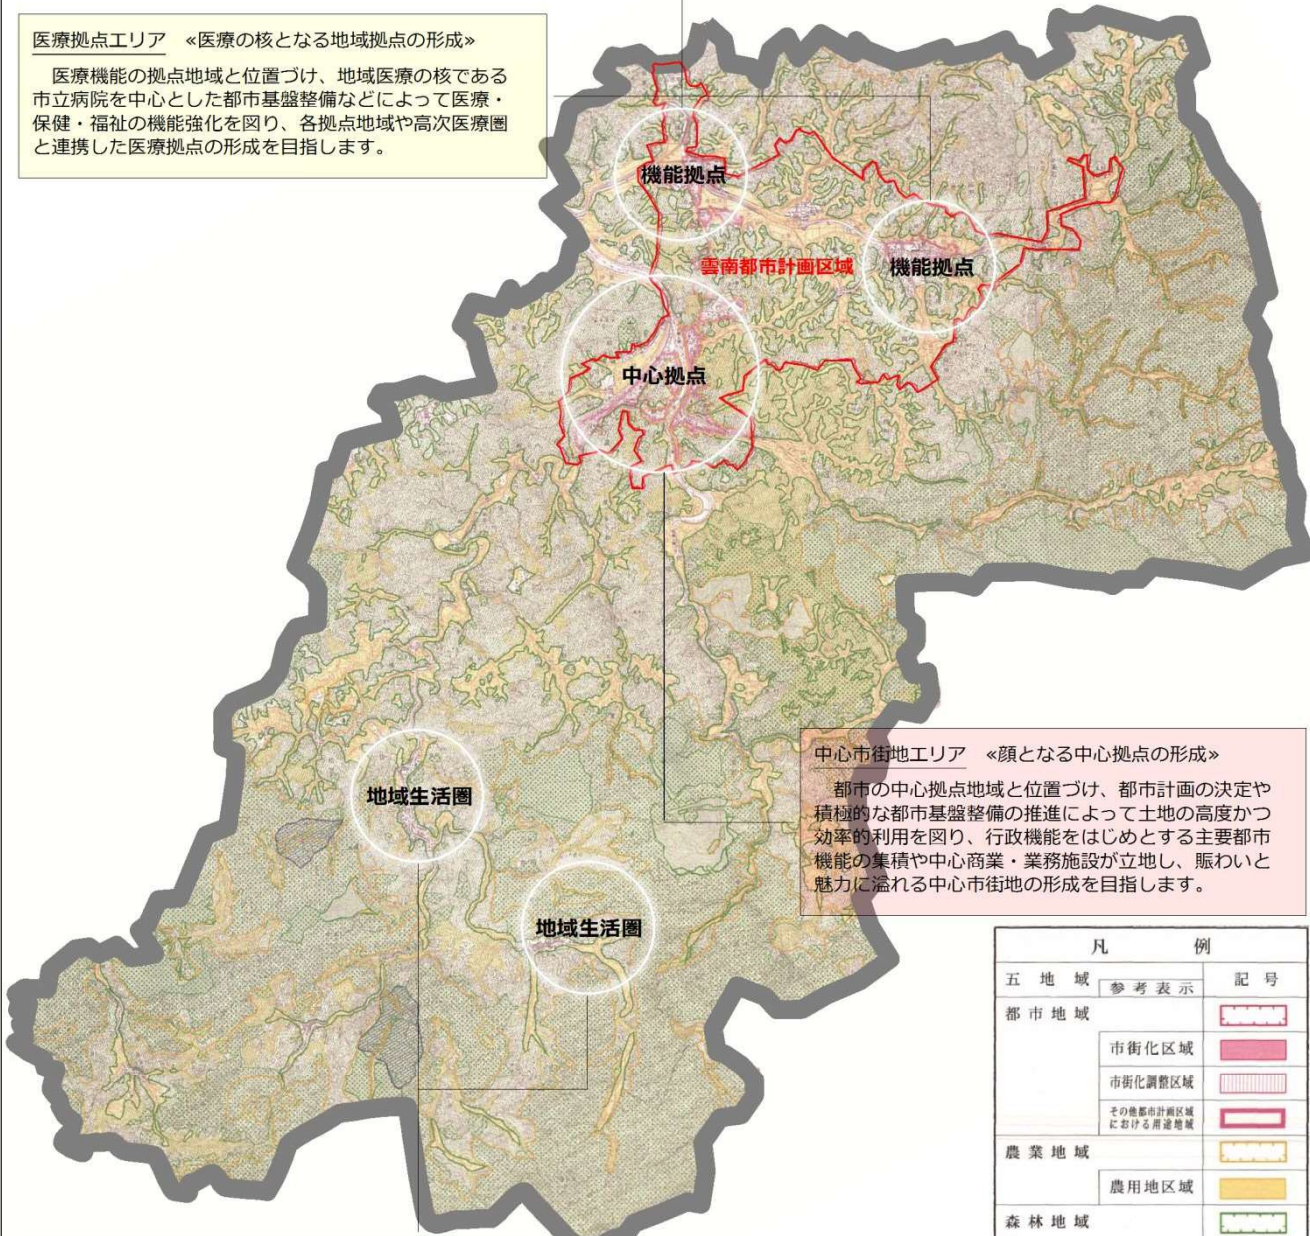 医療拠点エリア　«医療の核となる地域拠点の形成»
医療機能の拠点地域と位置づけ、地域医療の核である
市立病院を中心とした都市基盤整備などによって医療・
保健・福祉の機能強化を図り、各拠点地域や高次医療圏
と連携した医療拠点の形成を目指します。
機能拠点
雲南都市計画区域
機能拠点
中心拠点
中心市街地エリア　«顔となる中心拠点の形成»
都市の中心拠点地域と位置づけ、都市計画の決定や
積極的な都市基盤整備の推進によって土地の高度かつ
効率的利用を図り、行政機能をはじめとする主要都市
機能の集積や中心商業・業務施設が立地し、賑わいと
魅力に溢れる中心市街地の形成を目指します。
地域生活圏
地域生活圏
凡　例
五地域　参考表示　記号
都市地域
市街化区域
市街化調整区域
その他都市計画区域
における用途地域
農業地域
農用地区域
森林地域